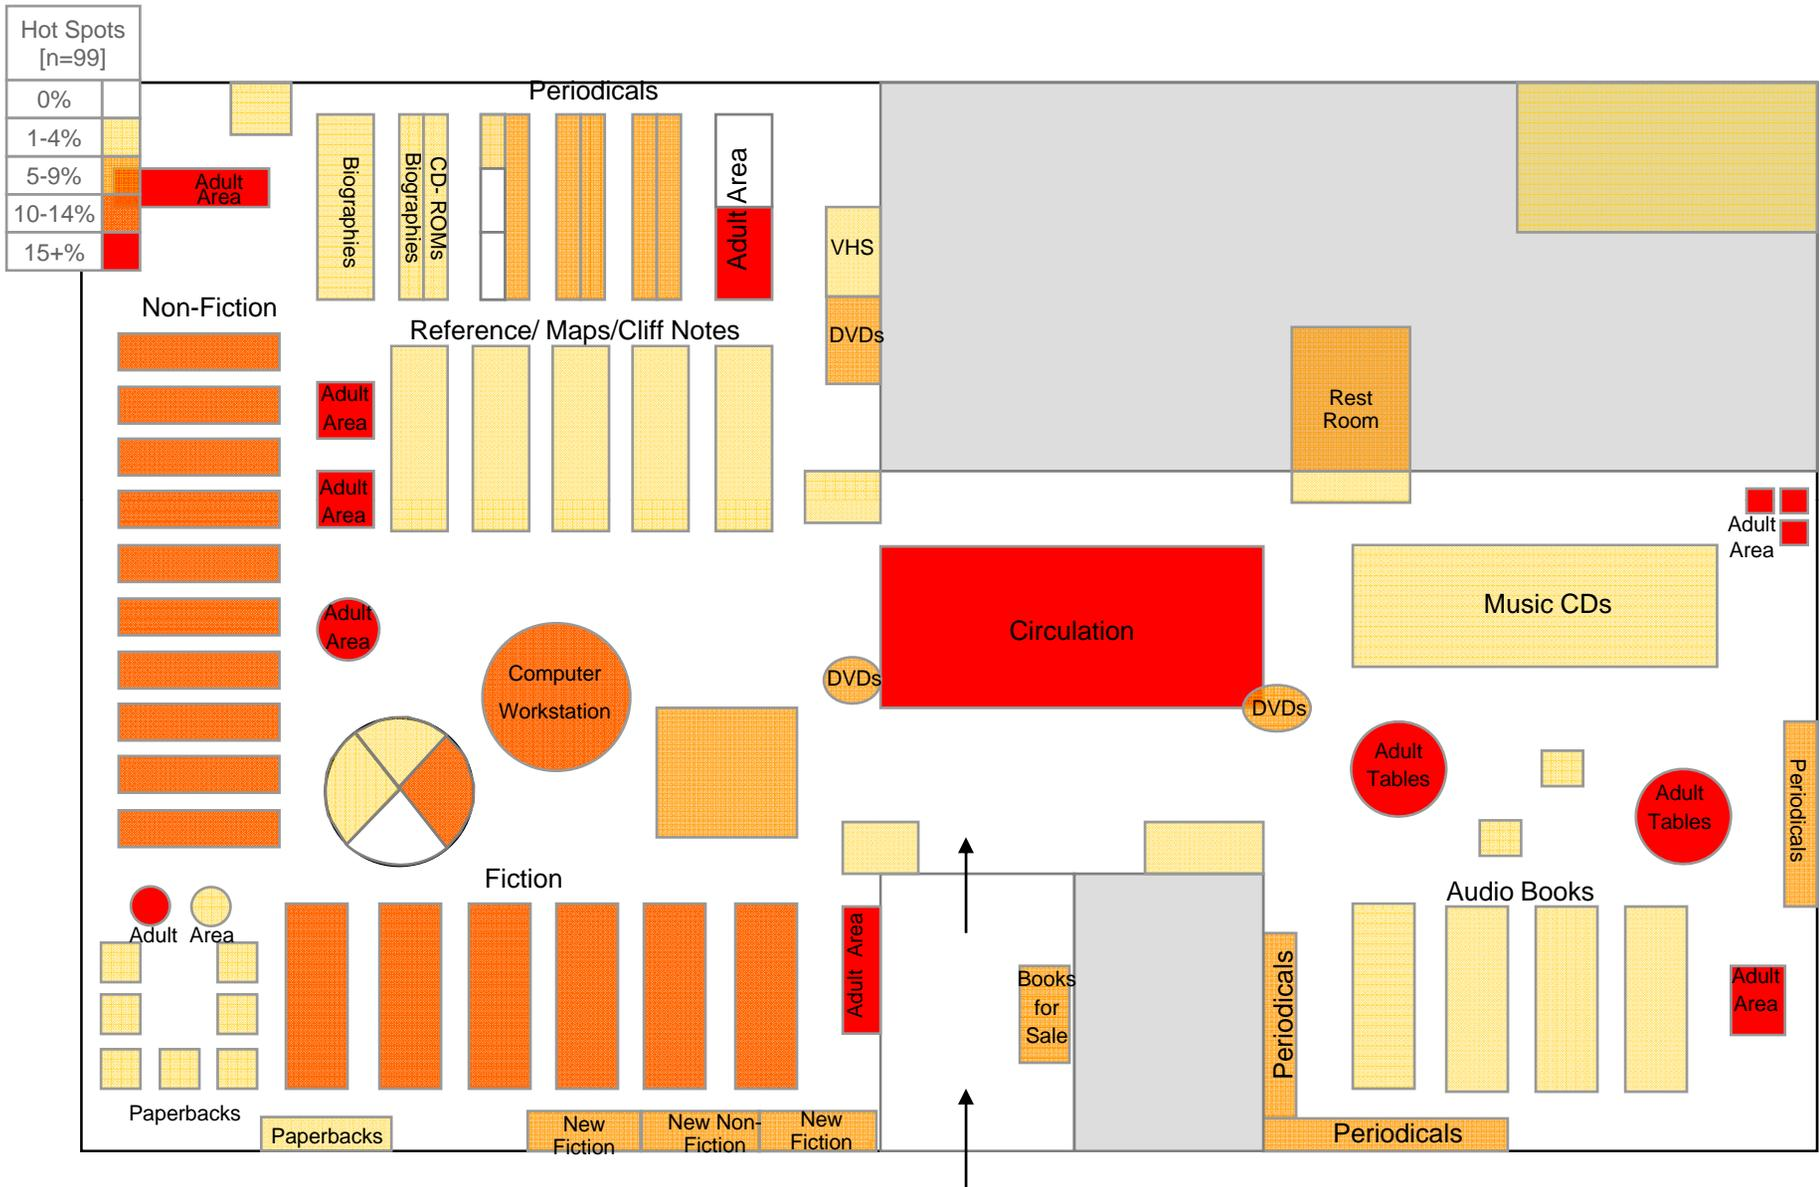 Hot Spots
[n=99]
0%
1-4%
5-9%
10-14%
15+%
Periodicals
Adult
Area
Biographies
Biographies
CD- ROMs
Adult Area
VHS
DVDs
Non-Fiction
Reference/ Maps/Cliff Notes
Adult
Area
Adult
Area
Rest
Room
Adult
Area
Music CDs
Circulation
Adult
Area
Computer
Workstation
DVDs
DVDs
Adult
Tables
Adult
Tables
Periodicals
Fiction
Audio Books
Adult
Area
Adult Area
Books
for
Sale
Periodicals
Adult
Area
Paperbacks
Paperbacks
New
Fiction
New Non-
Fiction
New
Fiction
Periodicals